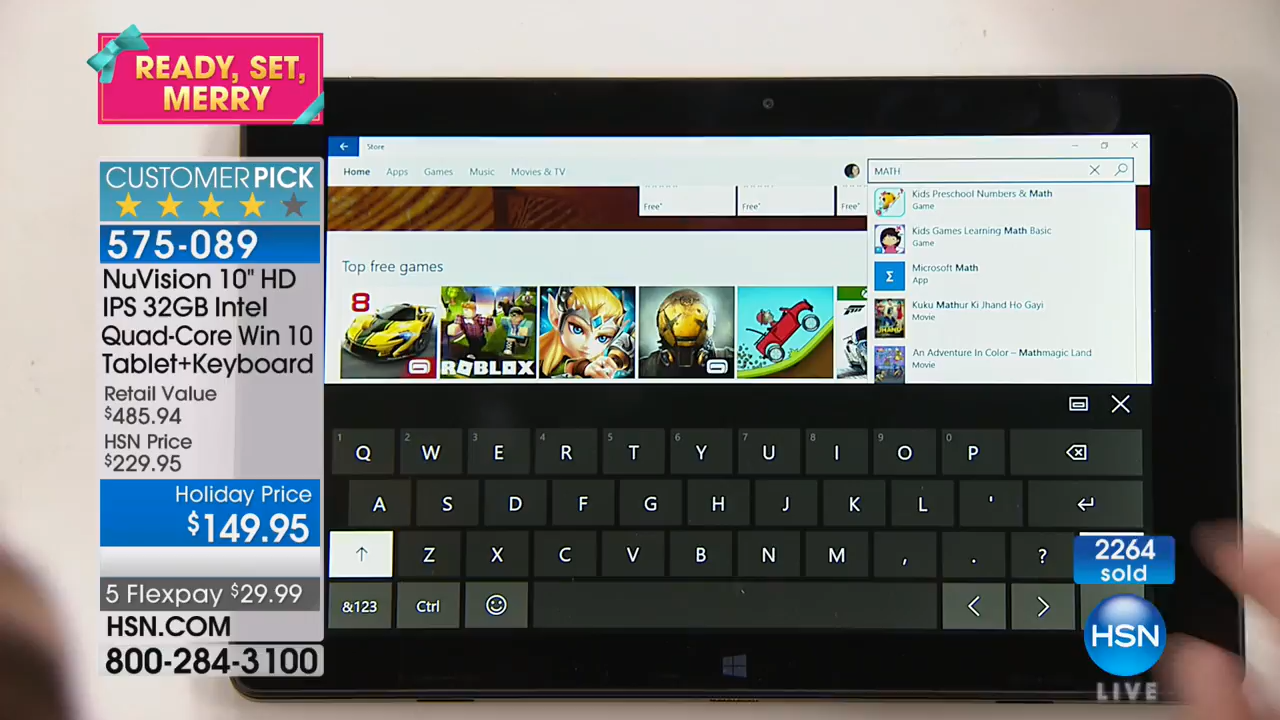 READY, SET,
MERRY
CUSTOMER PICK
575-089
NuVision 10" HD
IPS 32GB Intel
Quad-Core Win 10
Tablet+Keyboard
Retail Value
$485.94
HSN Price
$229.95
Holiday Price
$149.95
5 Flexpay $29.99
HSN.COM
800-284-3100
Store
Home Apps Games Music Movies & TV
MATH
Free*
Free*
Free*
Kids Preschool Numbers & Math
Game
Kids Games Learning Math Basic
Game
Microsoft Math
App
Kuku Mathur Ki Jhand Ho Gayi
Movie
An Adventure In Color – Mathmagic Land
Movie
Top free games
8
ROBLOX
1 2 3 4 5 6 7 8 9 0
Q W E R T Y U I O P
A S D F G H J K L '
Z X C V B N M , . ?
&123 Ctrl < >
2264
sold
HSN
LIVE